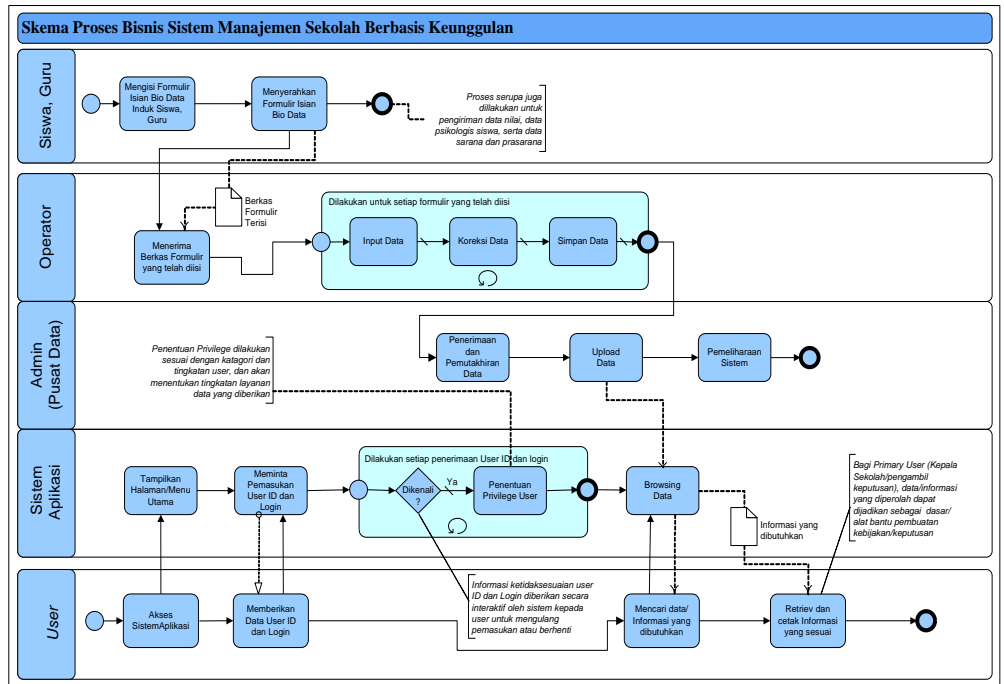 Skema Proses Bisnis Sistem Manajemen Sekolah Berbasis Keunggulan
Siswa, Guru
Mengisi Formulir
Isian Bio Data
Induk Siswa,
Guru
Menyerahkan
Formulir Isian
Bio Data
Proses serupa juga
dillakukan untuk
pengiriman data nilai, data
psikologis siswa, serta data
sarana dan prasarana
Operator
Berkas
Formulir
Terisi
Menerima
Berkas Formulir
yang telah diisi
Dilakukan untuk setiap formulir yang telah diisi
Input Data
Koreksi Data
Simpan Data
Admin
(Pusat Data)
Penentuan Privilege dilakukan
sesuai dengan katagori dan
tingkatan user, dan akan
menentukan tingkatan layanan
data yang diberikan
Penerimaan
dan
Pemutakhiran
Data
Upload
Data
Pemeliharaan
Sistem
Sistem
Aplikasi
Tampilkan
Halaman/Menu
Utama
Meminta
Pemasukan
User ID dan
Login
Dilakukan setiap penerimaan User ID dan login
Dikenali
?
Ya
Penentuan
Privilege User
Browsing
Data
Informasi yang
dibutuhkan
Bagi Primary User (Kepala
Sekolah/pengambil
keputusan), data/informasi
yang diperolah dapat
dijadikan sebagai dasar/
alat bantu pembuatan
kebijakan/keputusan
User
Akses
SistemAplikasi
Memberikan
Data User ID
dan Login
Informasi ketidaksesuaian user
ID dan Login diberikan secara
interaktif oleh sistem kepada
user untuk mengulang
pemasukan atau berhenti
Mencari data/
Informasi yang
dibutuhkan
Retriev dan
cetak Informasi
yang sesuai